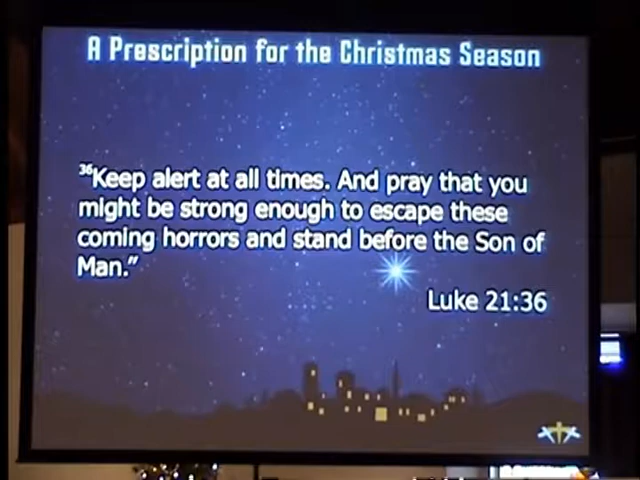 A Prescription for the Christmas Season
³⁶Keep alert at all times. And pray that you
might be strong enough to escape these
coming horrors and stand before the Son of
Man.”
Luke 21:36